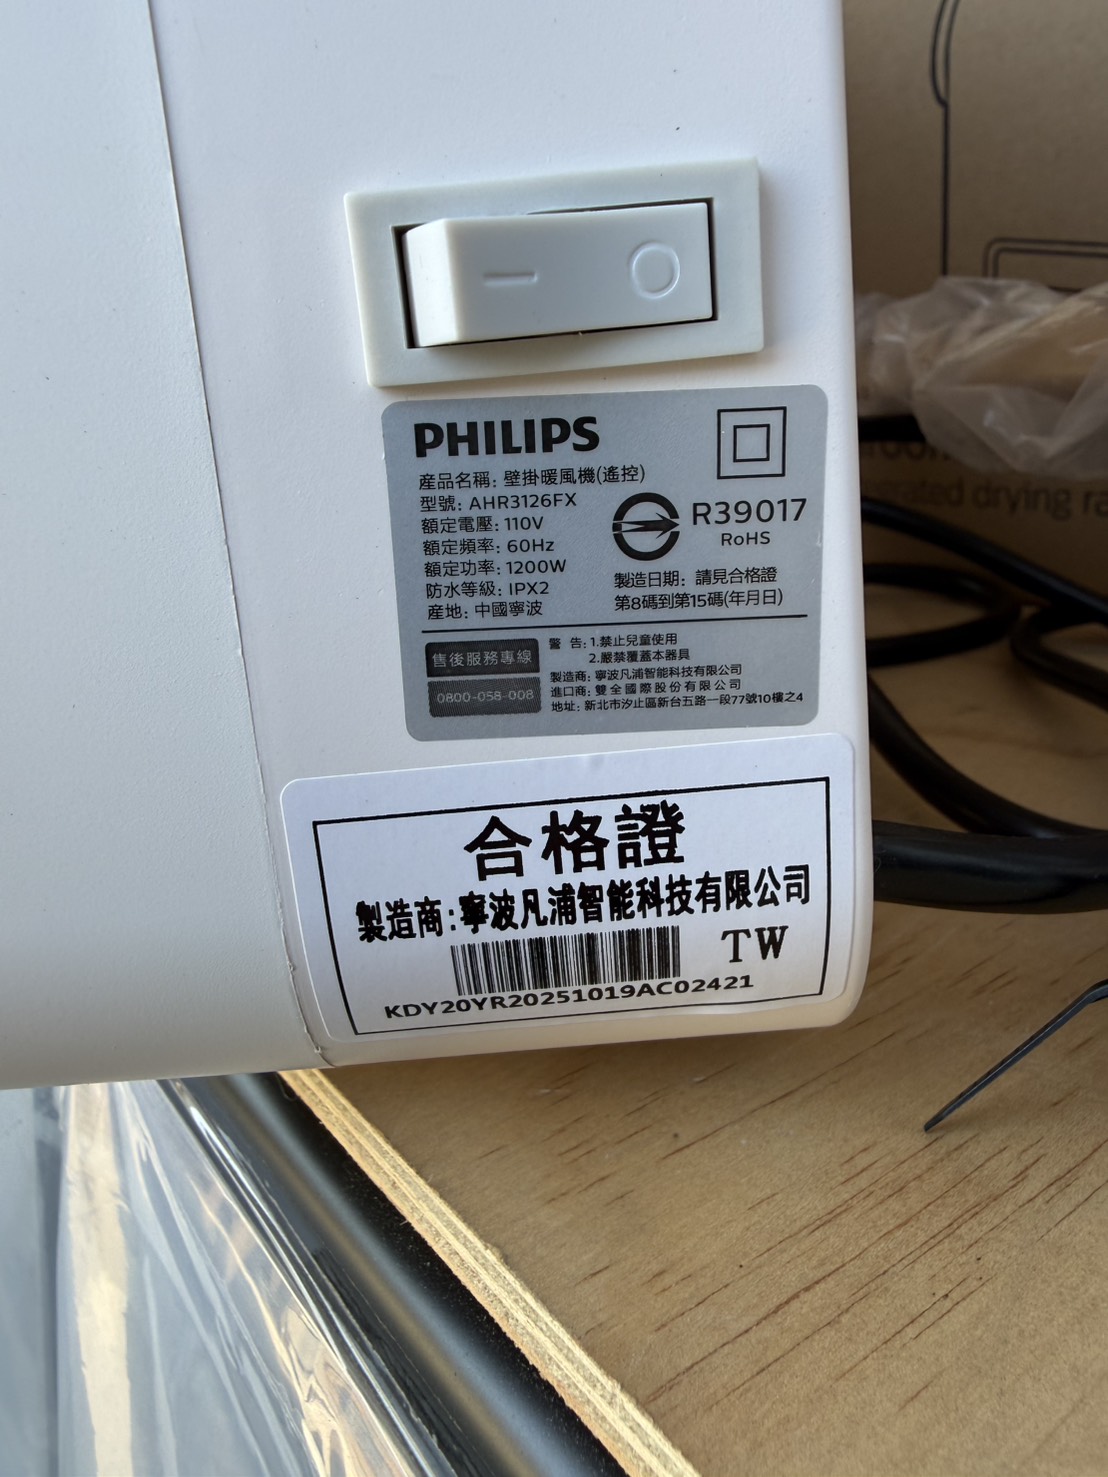 PHILIPS
產品名稱: 壁掛暖風機(遙控)
型號: AHR3126FX
額定電壓: 110V
額定頻率: 60Hz
額定功率: 1200W
防水等級: IPX2
產地: 中國寧波
R39017
RoHS
製造日期: 請見合格證
第8碼到第15碼(年月日)
售後服務專線
0800-058-008
警 告: 1.禁止兒童使用
2.嚴禁覆蓋本器具
製造商: 寧波凡浦智能科技有限公司
進口商: 雙全國際股份有限公司
地址: 新北市汐止區新台五路一段77號10樓之4
合格證
製造商:寧波凡浦智能科技有限公司
TW
KDY20YR20251019AC02421
drying ra